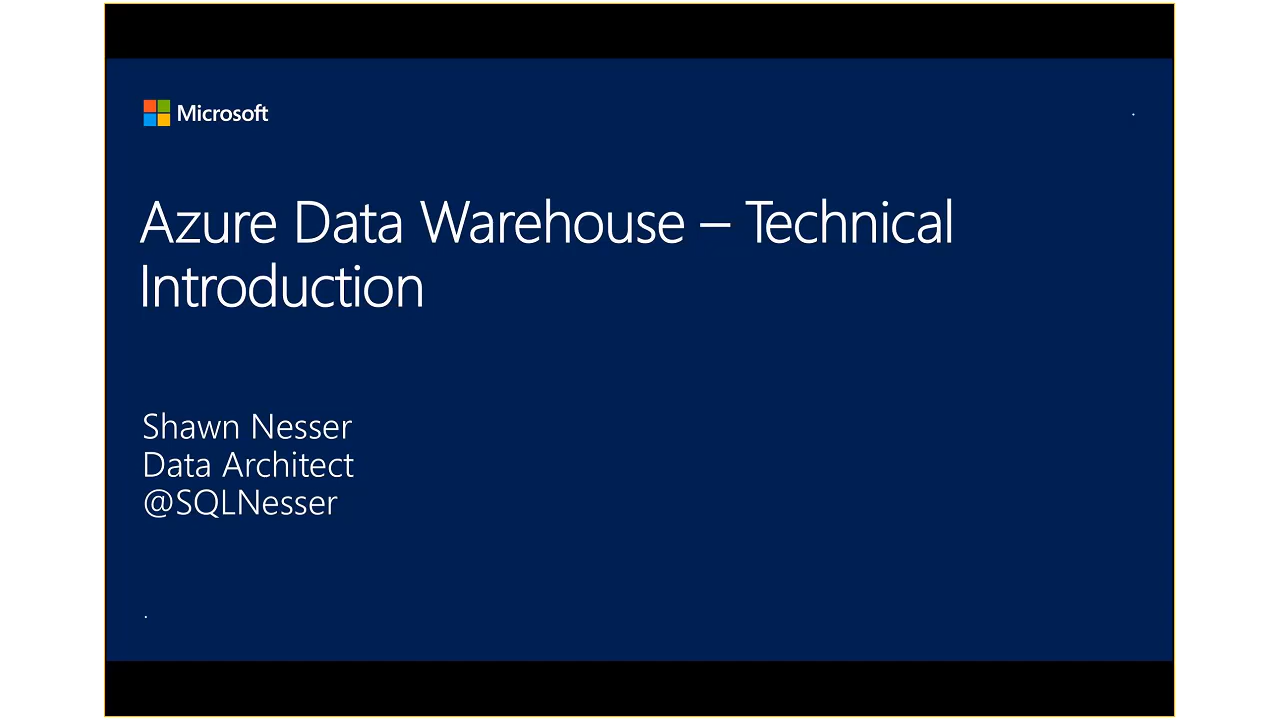 Microsoft
Azure Data Warehouse – Technical
Introduction
Shawn Nesser
Data Architect
@SQLNesser